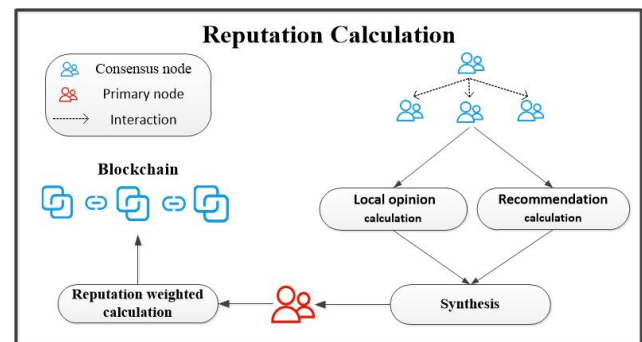 Reputation Calculation
Consensus node
Primary node
Interaction
Blockchain
Local opinion
calculation
Recommendation
calculation
Reputation weighted
calculation
Synthesis